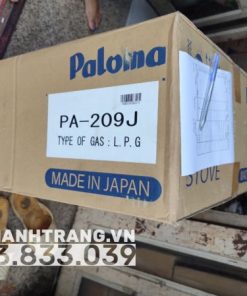 Paloma
PA-209J
TYPE OF GAS : L.P.G
STOVE
MADE IN JAPAN
ANHTRANG.VN
3.833.039